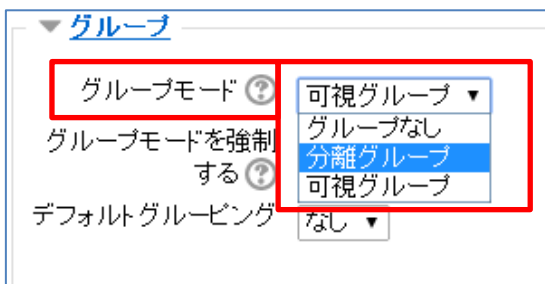 ▼ グループ
グループモード ? 可視グループ ▼
グループなし
グループモードを強制
分離グループ
する ?
可視グループ
デフォルトグルーピング なし ▼